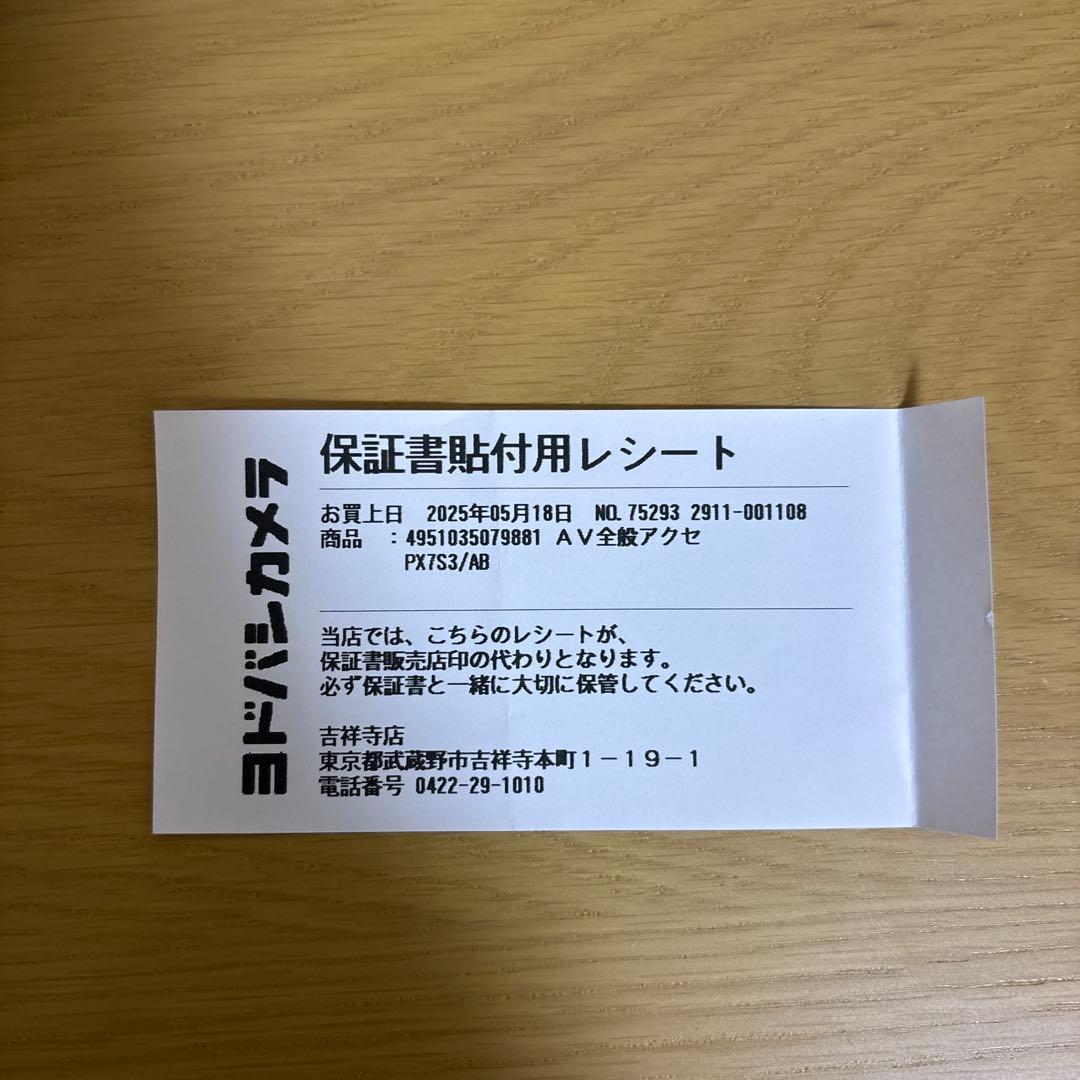 ヨドバシカメラ
保証書貼付用レシート
お買上日 2025年05月18日 NO.75293 2911-001108
商品 :4951035079881 AV全般アクセ
PX7S3/AB
当店では、こちらのレシートが、
保証書販売店印の代わりとなります。
必ず保証書と一緒に大切に保管してください。
吉祥寺店
東京都武蔵野市吉祥寺本町1-19-1
電話番号 0422-29-1010